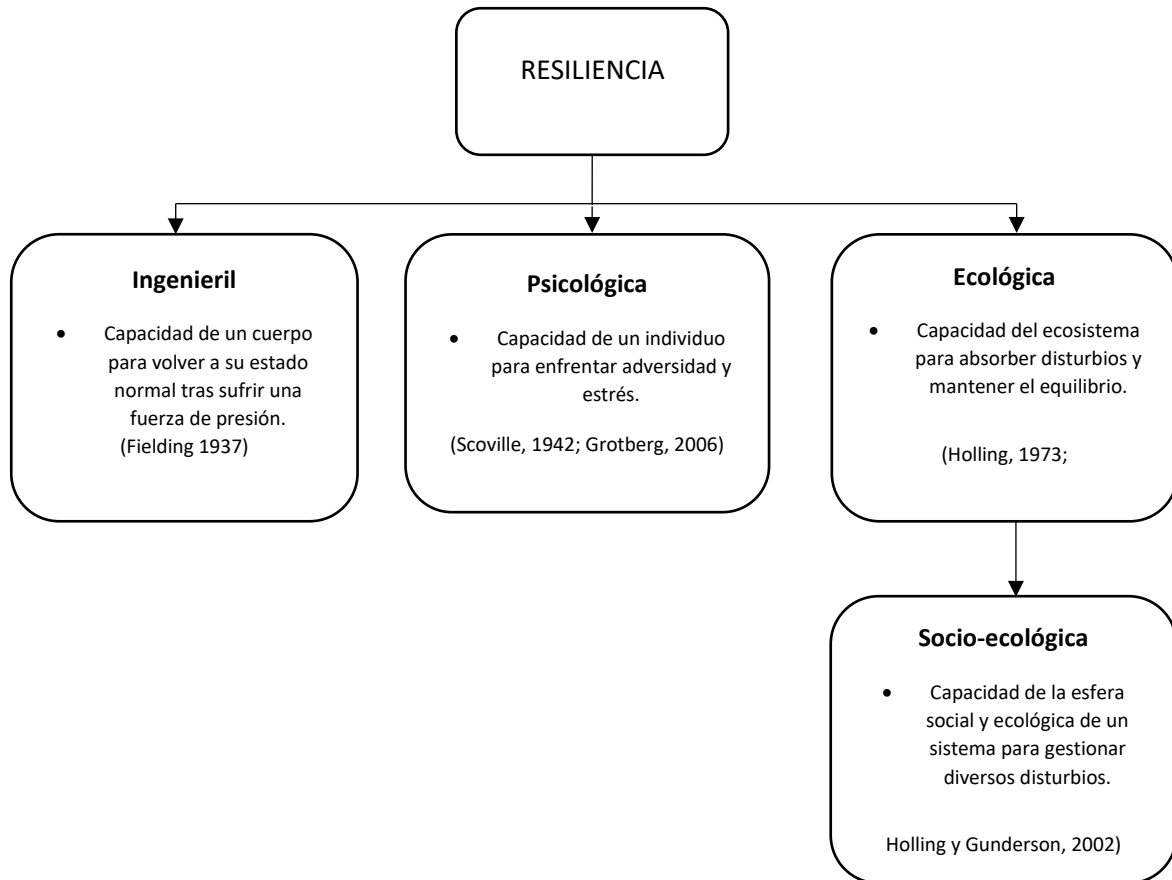 RESILIENCIA
Ingenieril
• Capacidad de un cuerpo
para volver a su estado
normal tras sufrir una
fuerza de presión.
(Fielding 1937)
Psicológica
• Capacidad de un individuo
para enfrentar adversidad y
estrés.
(Scoville, 1942; Grotberg, 2006)
Ecológica
• Capacidad del ecosistema
para absorber disturbios y
mantener el equilibrio.
(Holling, 1973;
Socio-ecológica
• Capacidad de la esfera
social y ecológica de un
sistema para gestionar
diversos disturbios.
Holling y Gunderson, 2002)